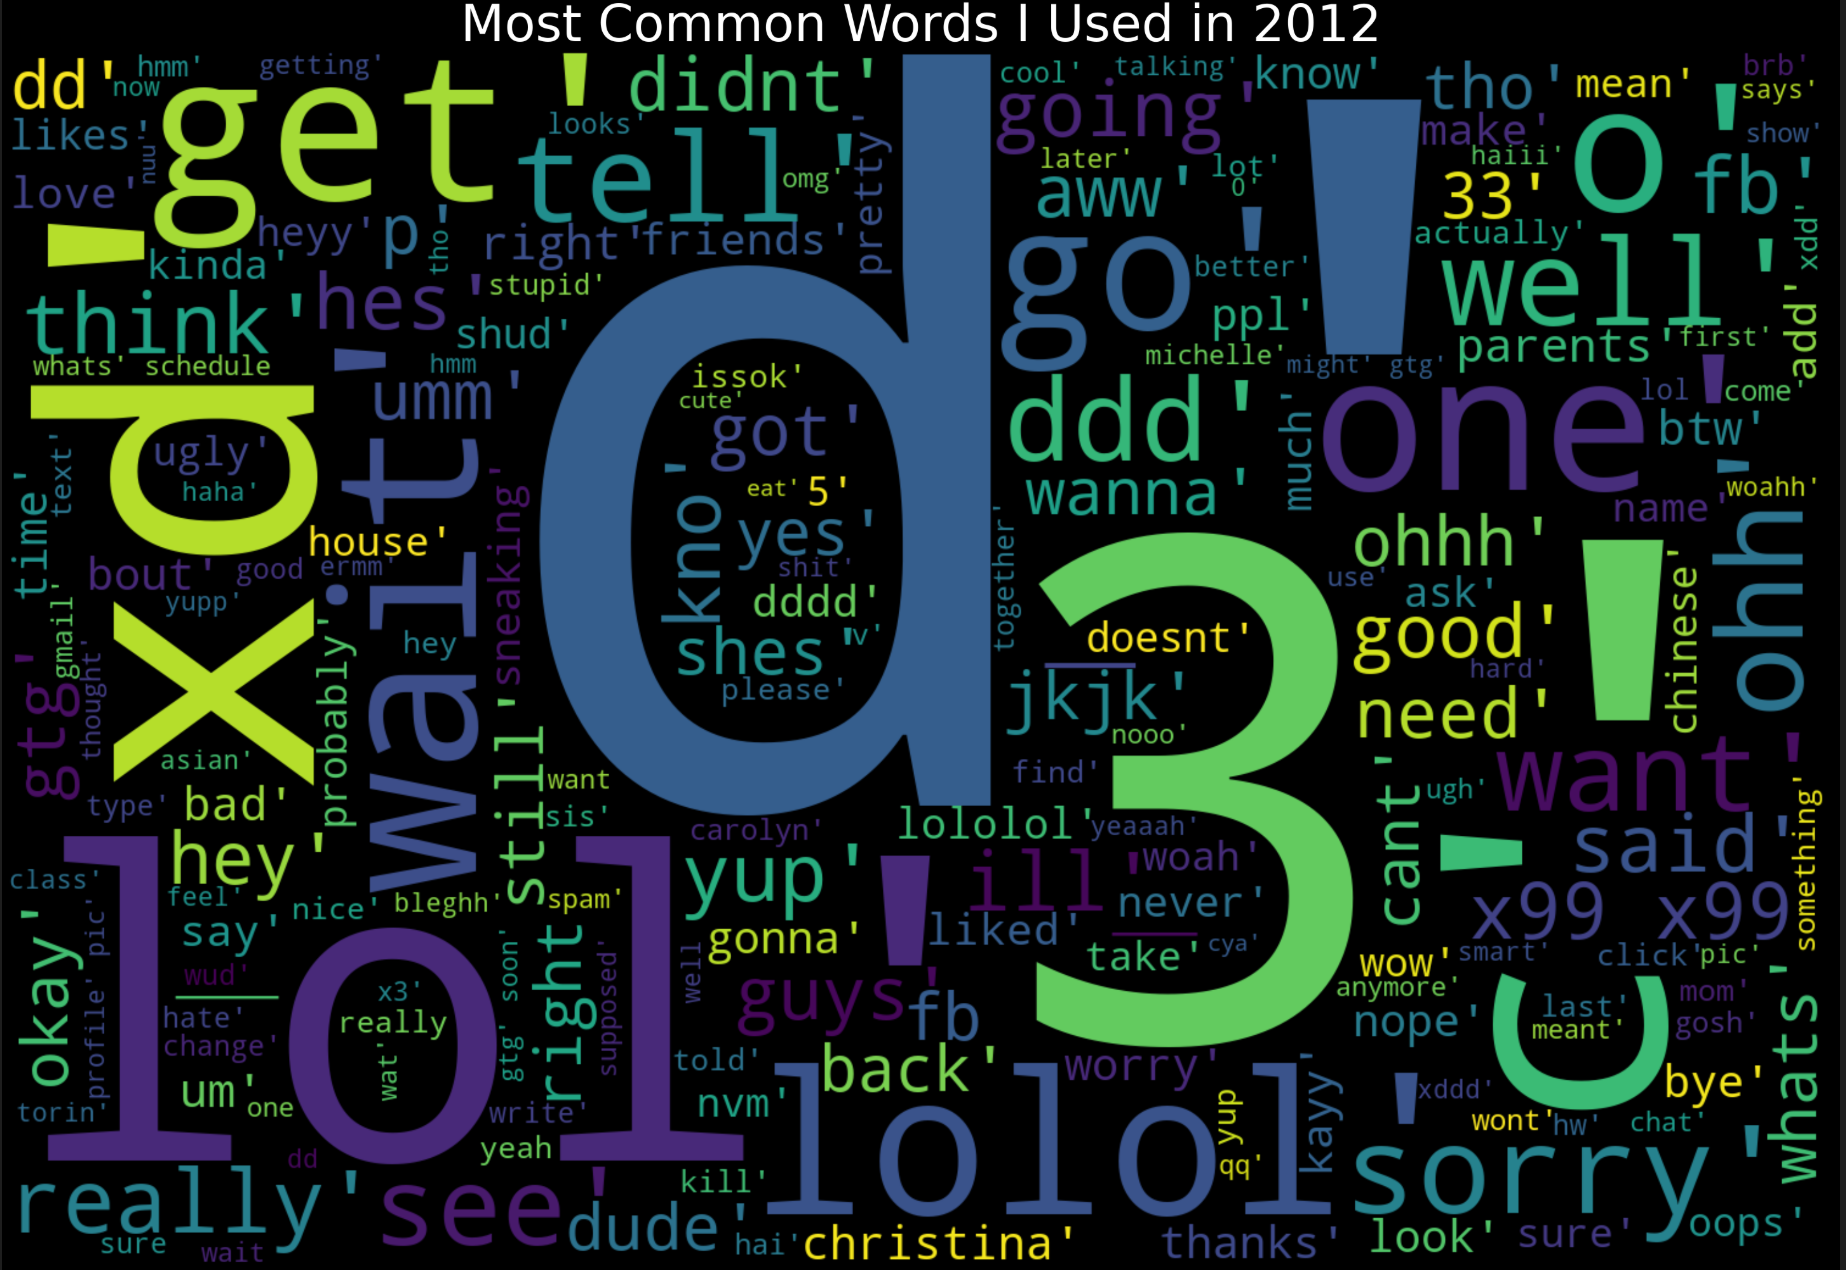 Most Common Words I Used in 2012
dd'
hmm'
now
getting'
get'
didnt'
likes'
nuu'
looks'
tell'
omg'
pretty'
love'
heyy'
p'
tho'
right'
friends'
kinda'
think'
hes'
stupid'
shud'
whats'
schedule
hmm
umm'
d'
cool'
talking'
know'
going'
later'
lot'
0'
aww'
go'
better'
ppl'
michelle'
might'
gtg'
tho'
mean'
brb'
says'
make'
show'
haiii'
o'
33'
fb'
actually'
xdd'
well'
parents'
first'
add'
xd'
ugly'
haha'
text'
time'
wait'
house'
ermm'
bout'
good
yupp'
gmail'
thought'
gtg'
hey'
probably'
sneaking'
asian'
type'
bad'
issok'
cute'
got'
kno'
eat'
5'
yes'
shit'
dddd'
shes'
v'
please'
ddd'
wanna'
together'
much'
one'
lol
come'
btw'
woahh'
name'
ohhh'
ohh'
use'
ask'
good'
hard'
need'
chinese'
3'
doesnt'
_
jkjk'
nooo'
find'
want'
ugh'
cant'
said'
something'
still'
want
sis'
carolyn'
lololol'
yeaaah'
hey'
class'
feel'
say'
nice'
bleghh'
spam'
yup'
ill'
woah'
never'
liked'
gonna'
_
take'
cya'
x99 x99
okay'
pic'
profile'
wud'
_
hate'
change'
um'
one
torin'
lol'
x3'
really
wat'
soon'
gtg'
right
supposed'
well
guys'
fb
wow'
smart'
click'
pic'
anymore'
nope'
c'
last'
meant'
mom'
gosh'
whats'
told'
back'
worry'
nvm'
write'
yeah
dd
kill'
lolol'
yup
qq'
kayy'
xddd'
bye'
wont'
hw'
chat'
sorry'
really'
sure
wait
see'
dude'
hai'
christina'
thanks'
look'
sure'
oops'